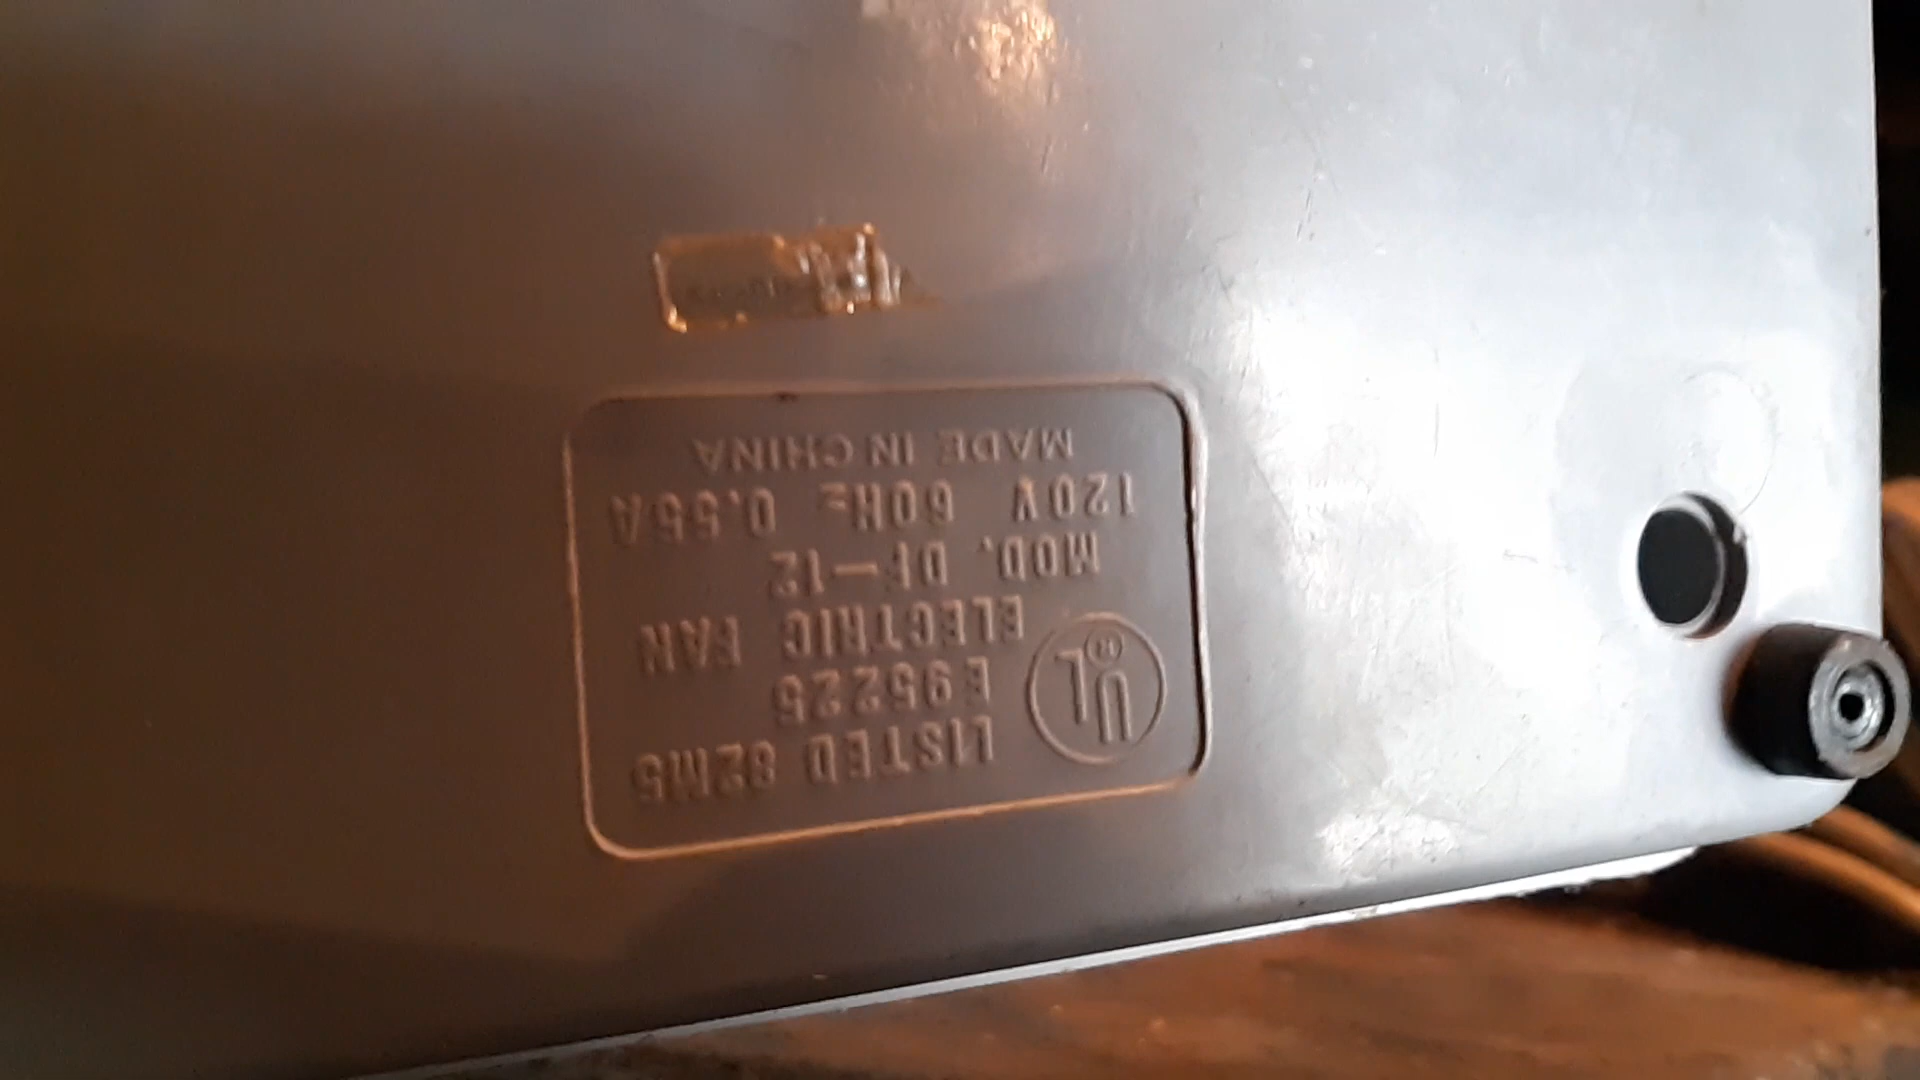 UL®
LISTED 82M5
E95225
ELECTRIC FAN
MOD. DF-12
120V 60Hz 0.55A
MADE IN CHINA